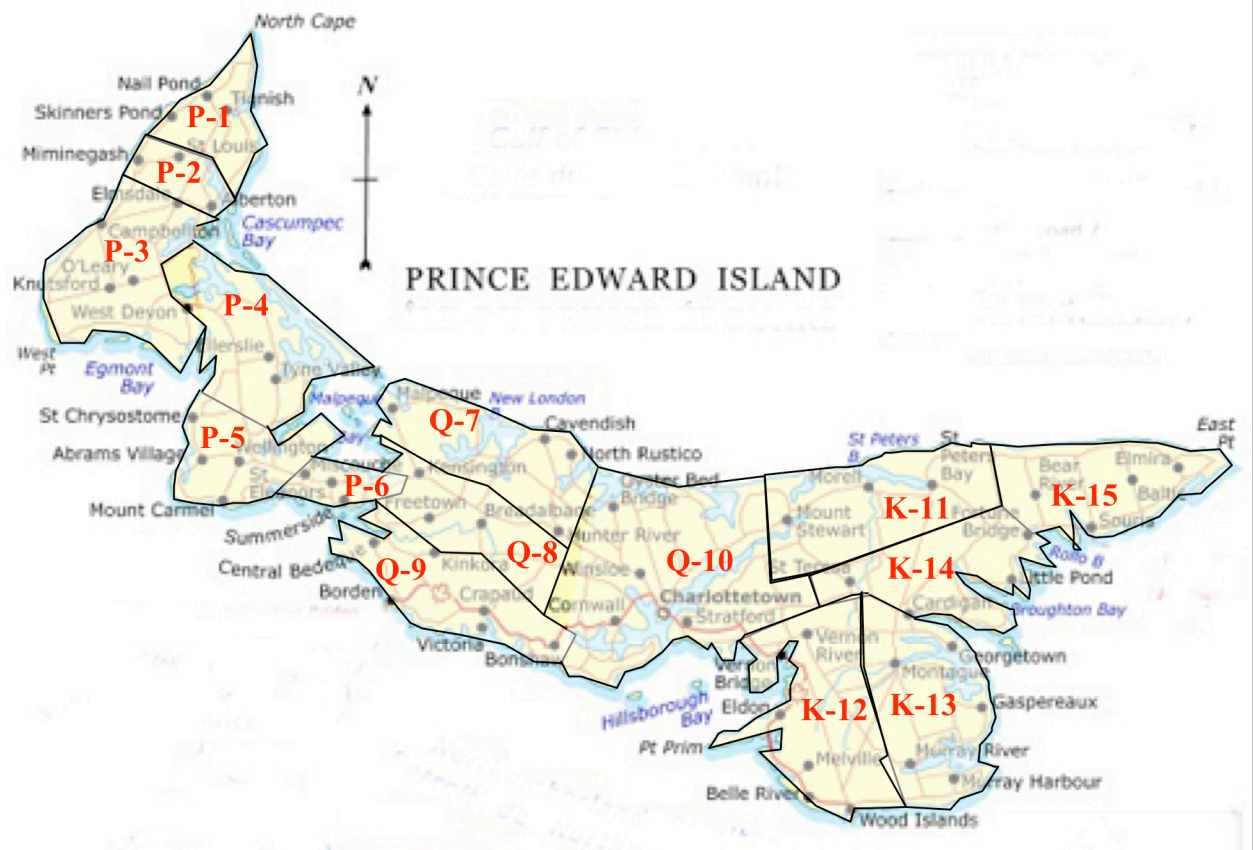 North Cape
Nail Pond
Tignish
Skinners Pond
P-1
St Louis
Miminegash
P-2
Elmsdale
Alberton
Cascumpec
Bay
Campbellton
P-3
O'Leary
Knutsford
West Devon
P-4
N
PRINCE EDWARD ISLAND
West
Pt
Egmont
Bay
Ellerslie
Tyne Valley
Malpeque
Bay
St Chrysostome
P-5
Wellington
Abrams Village
St
Eleanors
Miscouche
P-6
Mount Carmel
Summerside
Malpeque
New London
B
Q-7
Cavendish
North Rustico
Kensington
Oyster Bed
Bridge
Freetown
Breadalbane
Hunter River
Q-8
Central Bedeque
Q-9
Kinkora
Winsloe
Q-10
Borden
Crapaud
Cornwall
Charlottetown
Stratford
Victoria
Bonshaw
Hillsborough
Bay
St Peters
B
St
Peters
Bay
Morell
Mount
Stewart
K-11
East
Pt
Elmira
Bear
River
Baltic
K-15
Souris
Fortune
Bridge
Rollo B
St Teresa
K-14
Little Pond
Cardigan
Boughton Bay
Vernon
River
Vernon
Bridge
Georgetown
Montague
Eldon
K-12
K-13
Gaspereaux
Pt Prim
Melville
Murray River
Murray Harbour
Belle River
Wood Islands